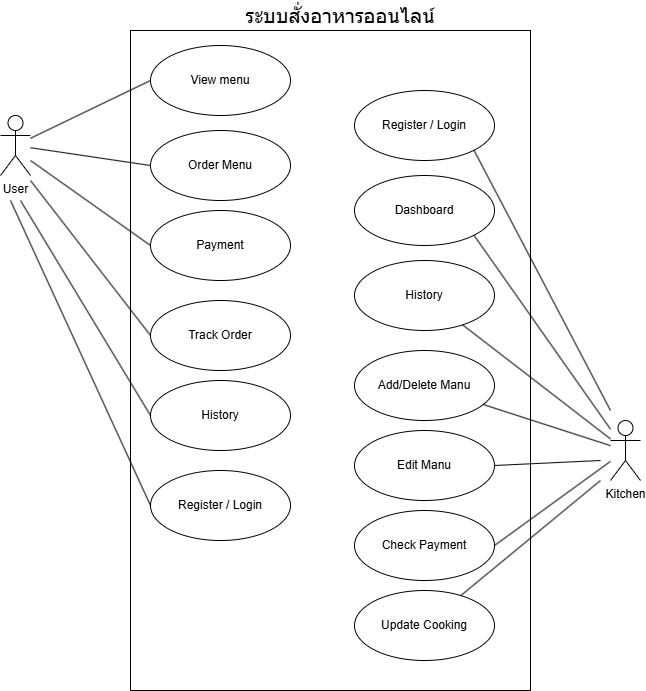 ระบบสั่งอาหารออนไลน์
View menu
Order Menu
Payment
Track Order
History
Register / Login
User
Register / Login
Dashboard
History
Add/Delete Manu
Edit Manu
Check Payment
Update Cooking
Kitchen